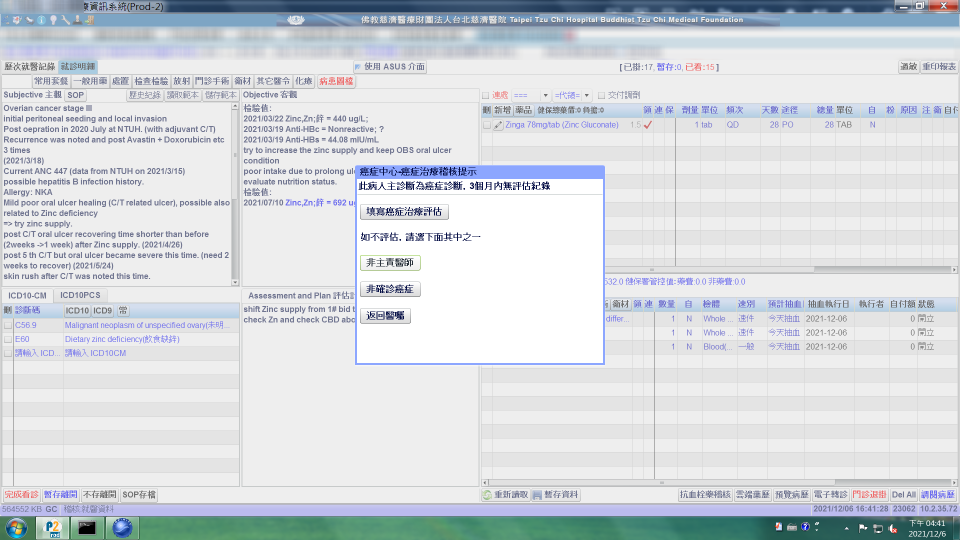 療資訊系統(Prod-2)
佛教慈濟醫療財團法人台北慈濟醫院 Taipei Tzu Chi Hospital Buddhist Tzu Chi Medical Foundation
歷次就醫記錄 就診明細 使用 ASUS 介面 [已掛:17, 暫存:0, 已看:15 ] 過敏 重印報表
常用套餐 一般用藥 處置 檢查檢驗 放射 門診手術 衛材 其它醫令 化療 病患圖檔
Subjective 主觀 SOP 歷史紀錄 讀取範本 儲存範本 Objective 客觀
速處 === =代碼= 交付調劑
Overian cancer stage
initial peritoneal seeding and local invasion
Post oepration in 2020 July at NTUH. (with adjuvant C/T)
Recurrence was noted and post Avastin + Doxorubicin etc
3 times
(2021/3/18)
Current ANC 447 (data from NTUH on 2021/3/15)
possible hepatitis B infection history.
Allergy: NKA
Mild poor oral ulcer healing (C/T related ulcer), possible also
related to Zinc deficiency
=> try zinc supply.
post C/T oral ulcer recovering time shorter than before
(2weeks ->1 week) after Zinc supply. (2021/4/26)
post 5 th C/T but oral ulcer became severe this time. (need 2
weeks to recover) (2021/5/24)
skin rush after C/T was noted this time.
檢驗值:
2021/03/22 Zinc,Zn;鋅 = 440 ug/L;
2021/03/19 Anti-HBc = Nonreactive; ?
2021/03/19 Anti-HBs = 44.08 mIU/mL
try to increase the zinc supply and keep OBS oral ulcer
condition
poor intake due to prolong ul
evaluate nutrition status.
檢驗值:
2021/07/10 Zinc,Zn;鋅 = 692 ug
刪 新增 藥品 健保總藥價:0 自費:0 領 連 保 劑量 單位 頻次 天數 途徑 總量 單位 自 粉 原因 注 衛 自付
Zinga 78mg/tab (Zinc Gluconate) 1.5 1 tab QD 28 PO 28 TAB N
癌症中心-癌症治療稽核提示
此病人主診斷為癌症診斷, 3個月內無評估紀錄
填寫癌症治療評估
如不評估, 請選下面其中之一
非主責醫師
非確診癌症
返回醫囑
532:0 健保署管控值:藥費:0 非藥費:0
ICD10-CM ICD10PCS
刪 診斷碼 ICD10 ICD9 常
C56.9 Malignant neoplasm of unspecified ovary(未明...
E60 Dietary zinc deficiency(飲食缺鋅)
請輸入 ICD... 請輸入 ICD10CM
Assessment and Plan 評估計
shift Zinc supply from 1# bid t
check Zn and check CBD abo
衛材 領 連 數量 自 檢體 速別 預計抽血 抽血執行日 執行者 自付額 狀態
differ... 1 N Whole ... 速件 今天抽血 2021-12-06 0 開立
1 N Whole ... 速件 今天抽血 2021-12-06 0 開立
1 N Blood(... 一般 今天抽血 2021-12-06 0 開立
完成看診 暫存離開 不存離開 SOP存檔 重新讀取 暫存資料 抗血栓藥稽核 雲端藥歷 預覽病歷 電子轉診 門診退掛 Del All 調閱病歷
564552 KB GC 稽核就醫資料 2021/12/06 16:41:28 23062 10.2.35.72
下午 04:41
2021/12/6